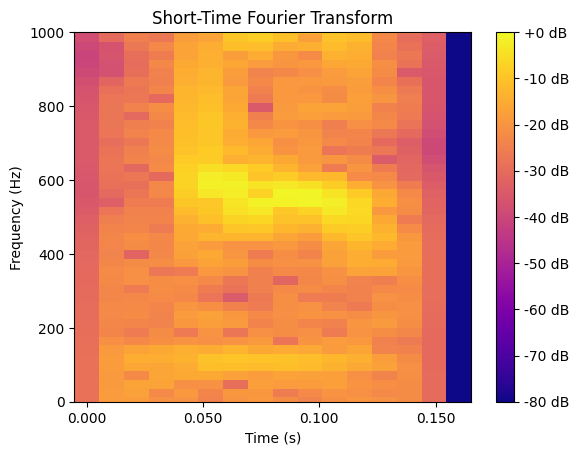 Short-Time Fourier Transform
Frequency (Hz)
1000
800
600
400
200
0
0.000
0.050
0.100
0.150
Time (s)
+0 dB
-10 dB
-20 dB
-30 dB
-40 dB
-50 dB
-60 dB
-70 dB
-80 dB